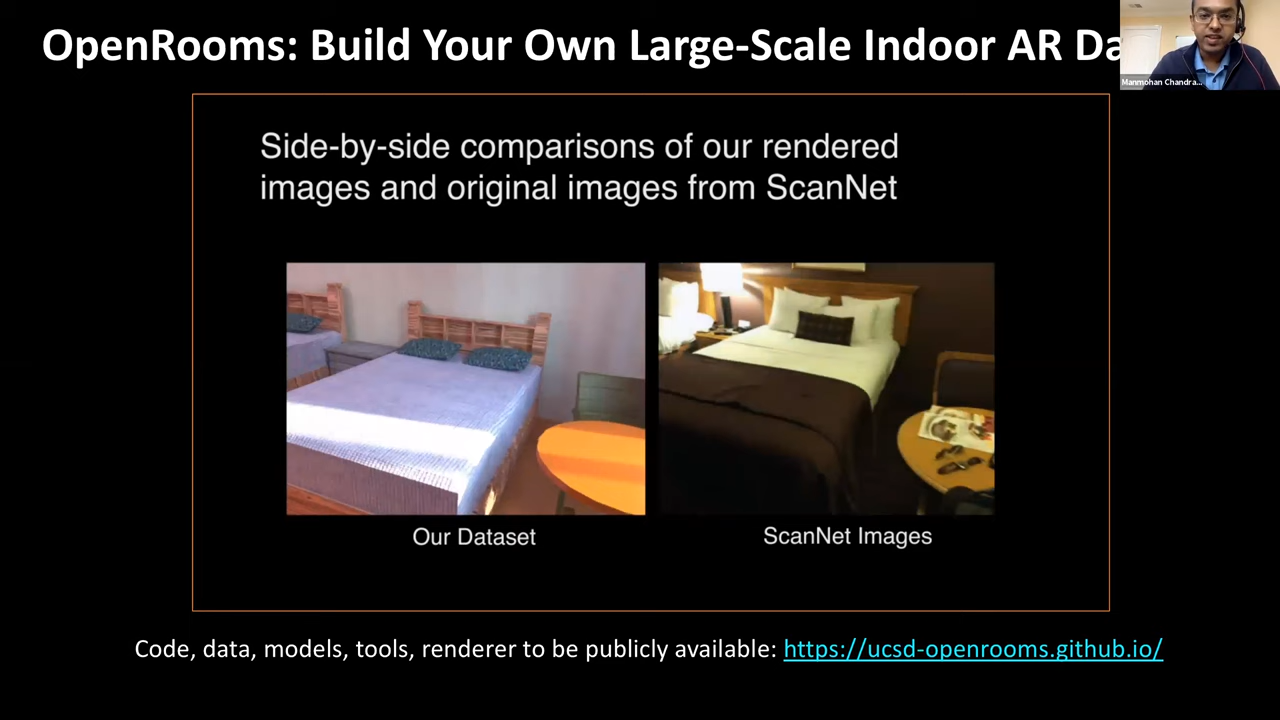 OpenRooms: Build Your Own Large-Scale Indoor AR Da
Manmohan Chandra...
Side-by-side comparisons of our rendered
images and original images from ScanNet
Our Dataset
ScanNet Images
Code, data, models, tools, renderer to be publicly available: https://ucsd-openrooms.github.io/